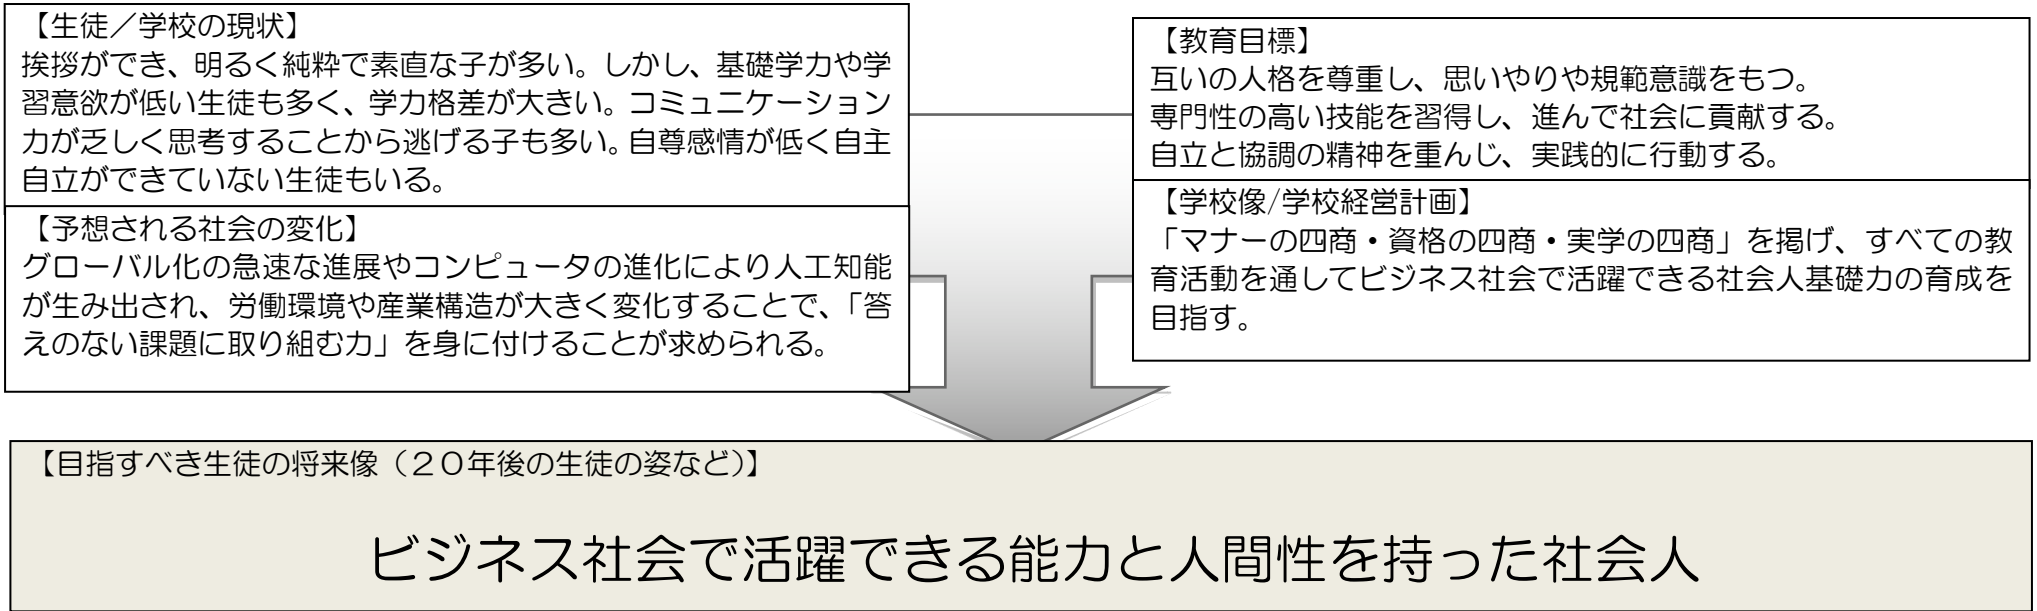 【生徒／学校の現状】
挨拶ができ、明るく純粋で素直な子が多い。しかし、基礎学力や学
習意欲が低い生徒も多く、学力格差が大きい。コミュニケーション
力が乏しく思考することから逃げる子も多い。自尊感情が低く自主
自立ができていない生徒もいる。
【予想される社会の変化】
グローバル化の急速な進展やコンピュータの進化により人工知能
が生み出され、労働環境や産業構造が大きく変化することで、「答
えのない課題に取り組む力」を身に付けることが求められる。
【教育目標】
互いの人格を尊重し、思いやりや規範意識をもつ。
専門性の高い技能を習得し、進んで社会に貢献する。
自立と協調の精神を重んじ、実践的に行動する。
【学校像/学校経営計画】
「マナーの四商・資格の四商・実学の四商」を掲げ、すべての教
育活動を通してビジネス社会で活躍できる社会人基礎力の育成を
目指す。
【目指すべき生徒の将来像（２０年後の生徒の姿など）】
ビジネス社会で活躍できる能力と人間性を持った社会人